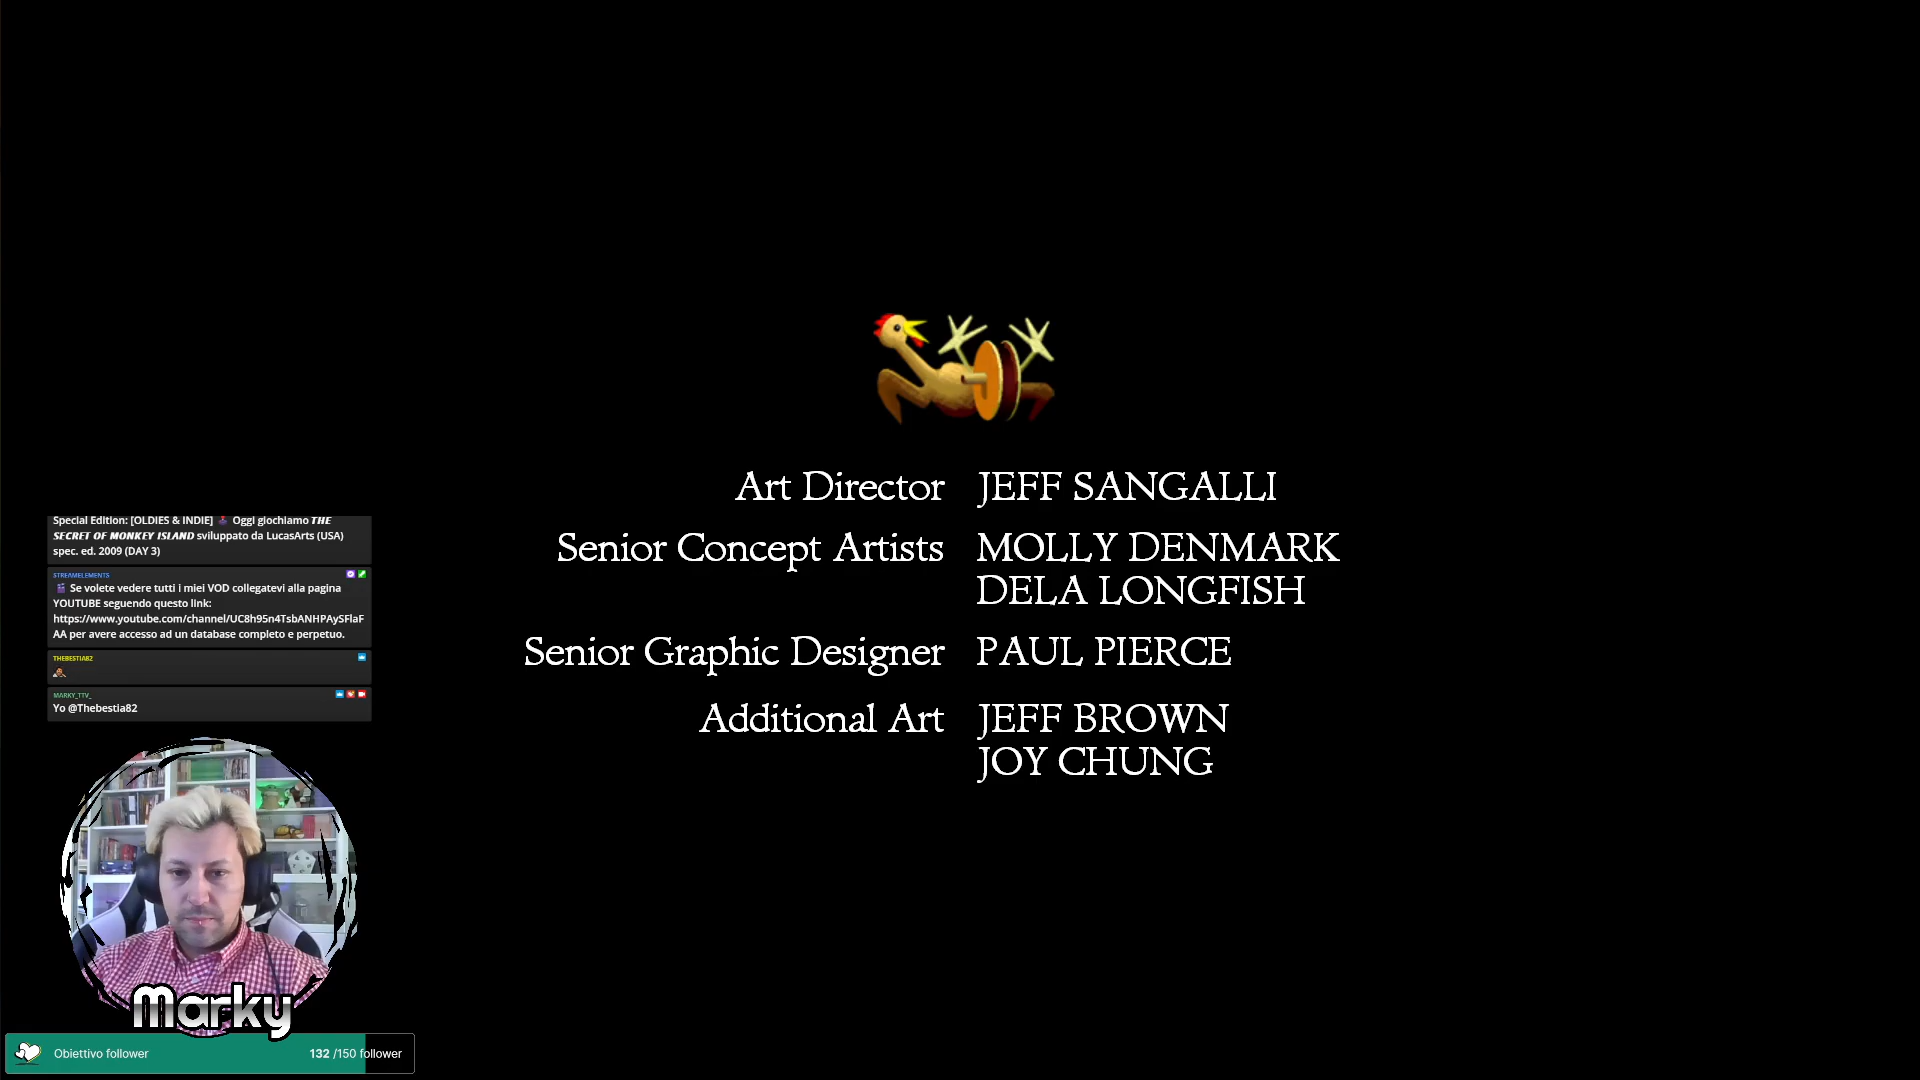 Art Director JEFF SANGALLI
Senior Concept Artists MOLLY DENMARK
DELA LONGFISH
Senior Graphic Designer PAUL PIERCE
Additional Art JEFF BROWN
JOY CHUNG
Special Edition: [OLDIES & INDIE] Oggi giochiamo THE
SECRET OF MONKEY ISLAND sviluppato da LucasArts (USA)
spec. ed. 2009 (DAY 3)
STREAMELEMENTS
Se volete vedere tutti i miei VOD collegatevi alla pagina
YOUTUBE seguendo questo link:
https://www.youtube.com/channel/UC8h95n4TsbANHPAySFlaF
AA per avere accesso ad un database completo e perpetuo.
THEBESTIA82
MARKY_TTV_
Yo @Thebestia82
Marky
Obiettivo follower 132 /150 follower